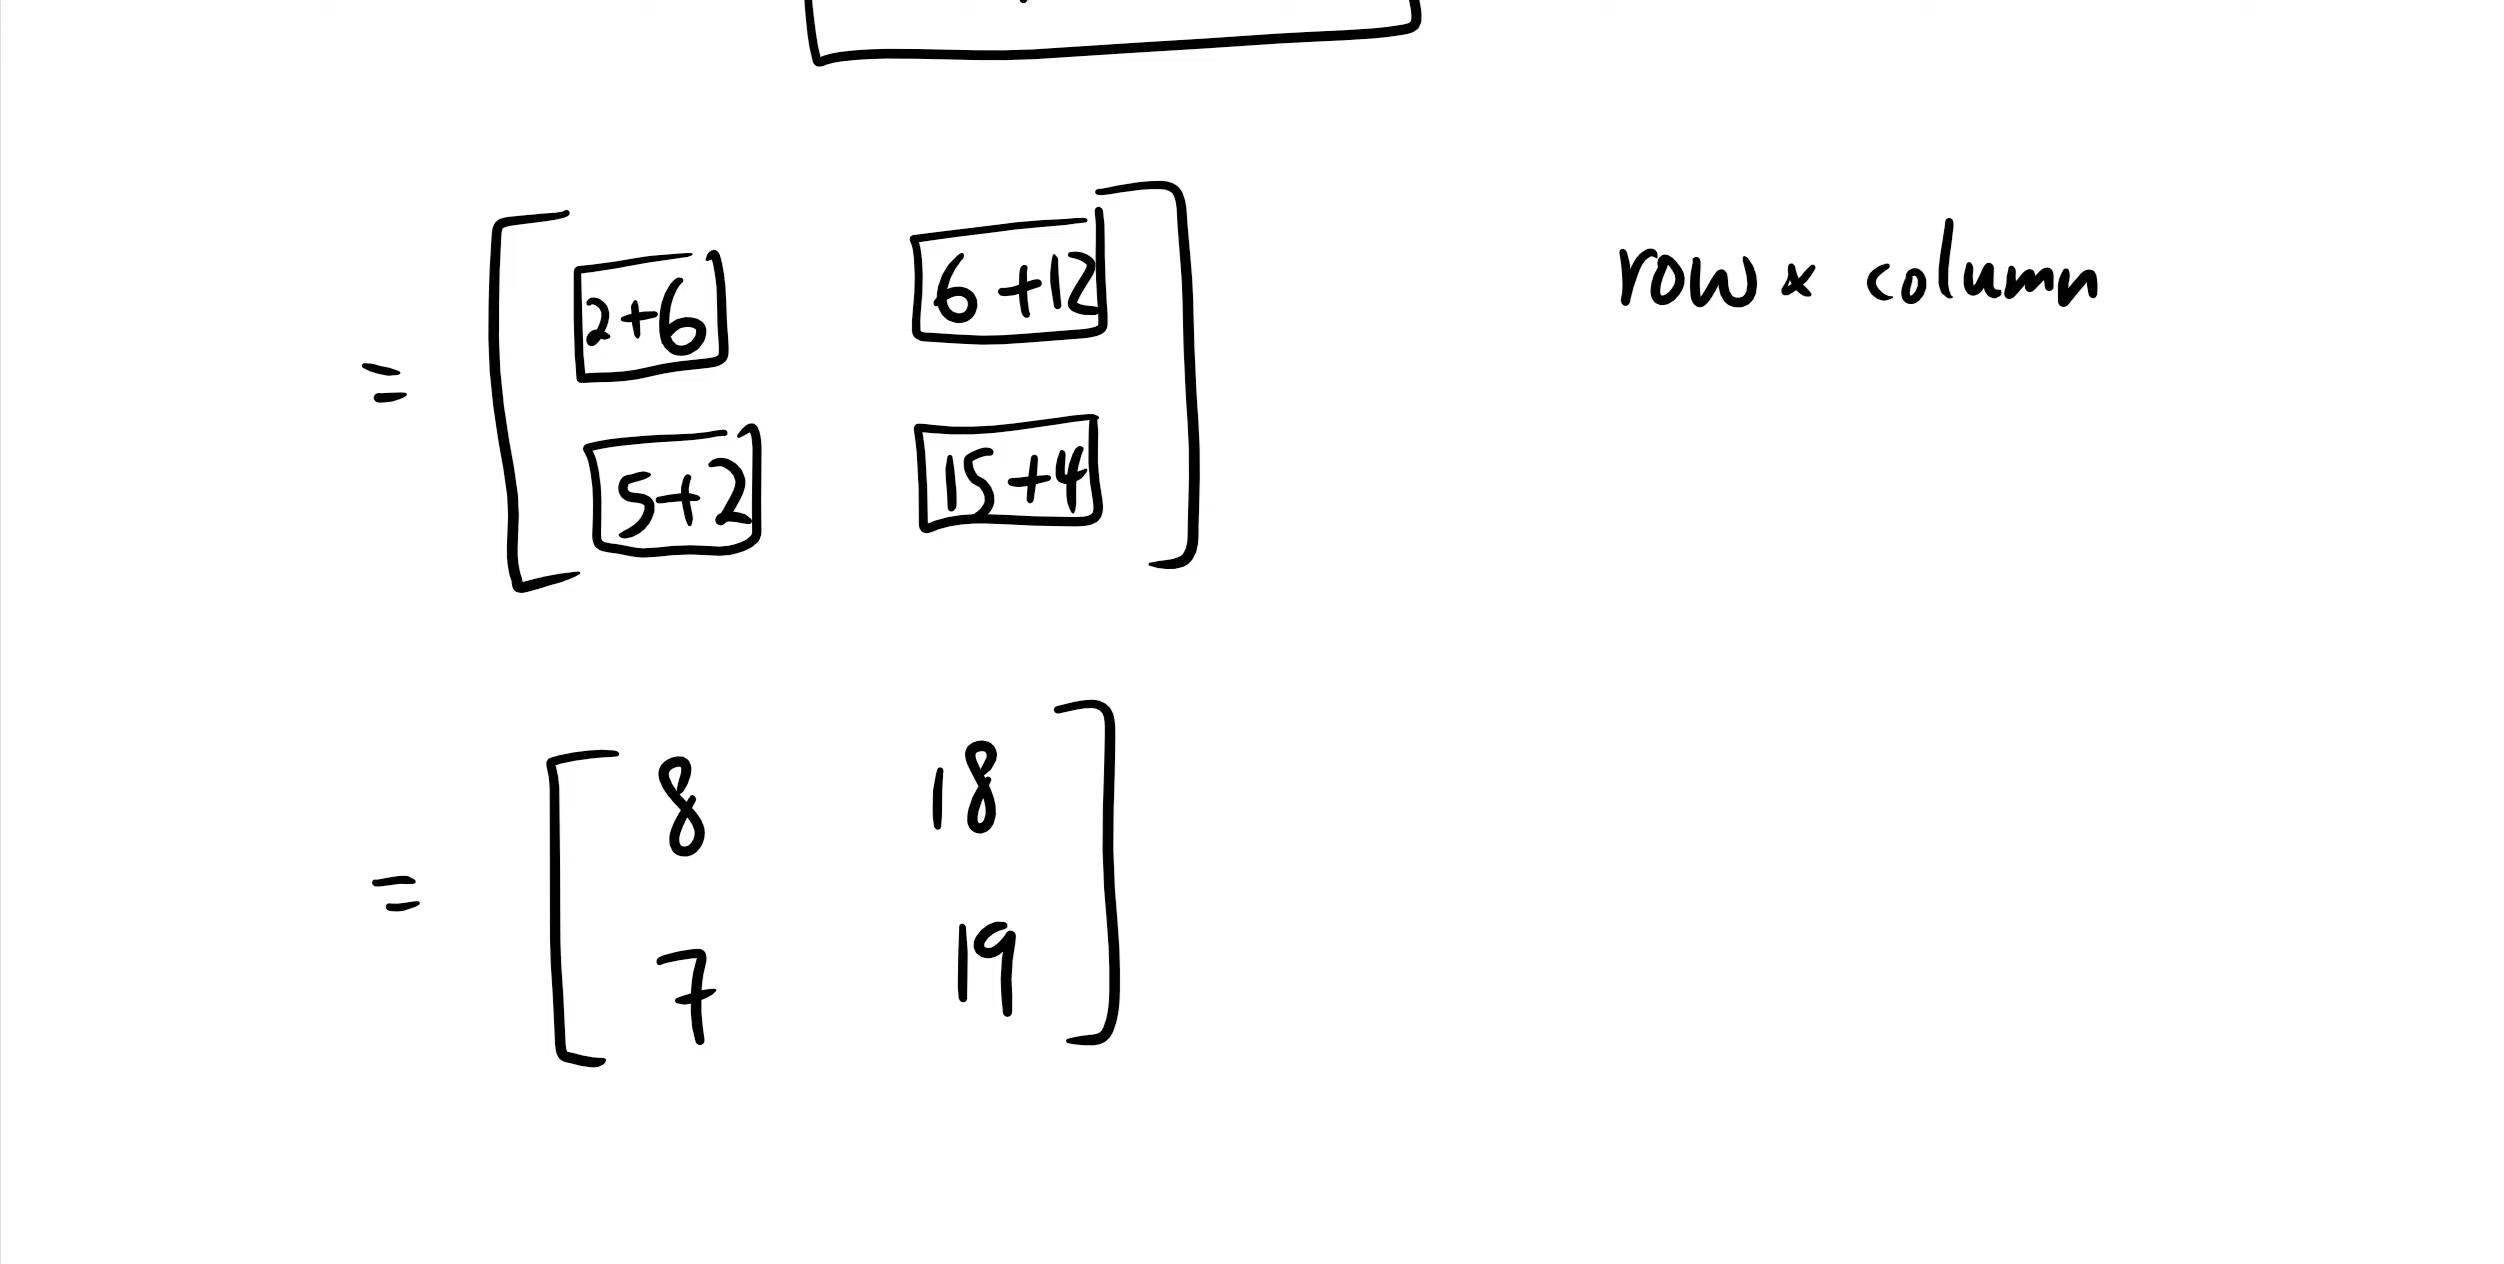 = [ 2+6 6+12
5+2 15+4 ]
row x column
= [ 8 18
7 19 ]